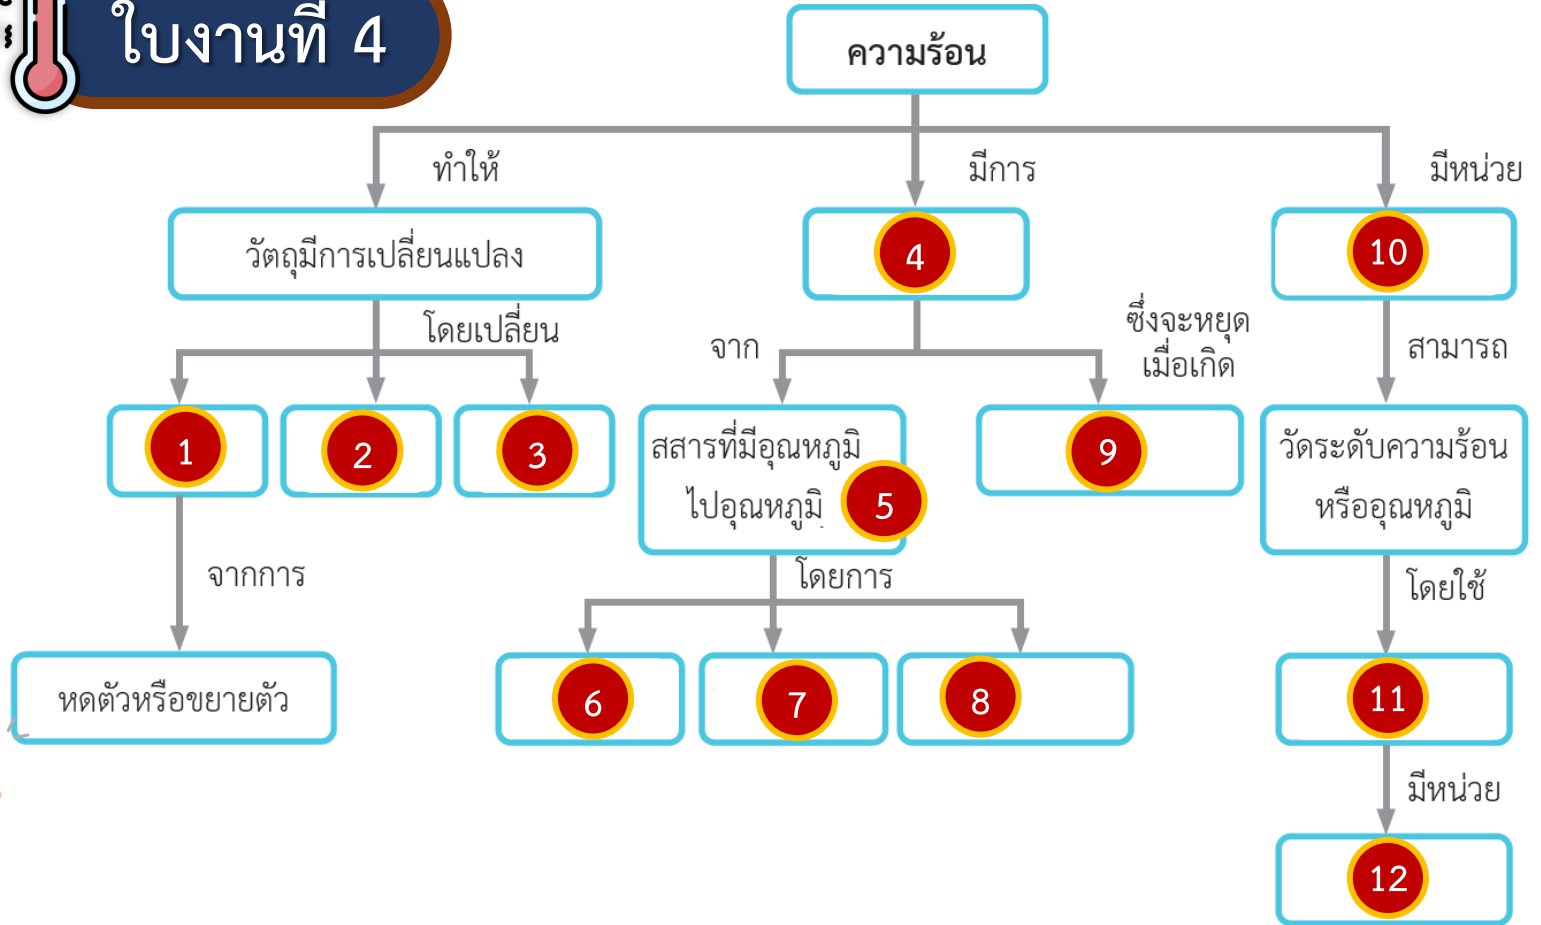 ใบงานที่ 4
ความร้อน
ทำให้
มีการ
มีหน่วย
วัตถุมีการเปลี่ยนแปลง
4
10
โดยเปลี่ยน
จาก
ซึ่งจะหยุด
เมื่อเกิด
สามารถ
1
2
3
สสารที่มีอุณหภูมิ
ไปอุณหภูมิ
5
9
วัดระดับความร้อน
หรืออุณหภูมิ
จากการ
โดยการ
โดยใช้
หดตัวหรือขยายตัว
6
7
8
11
มีหน่วย
12